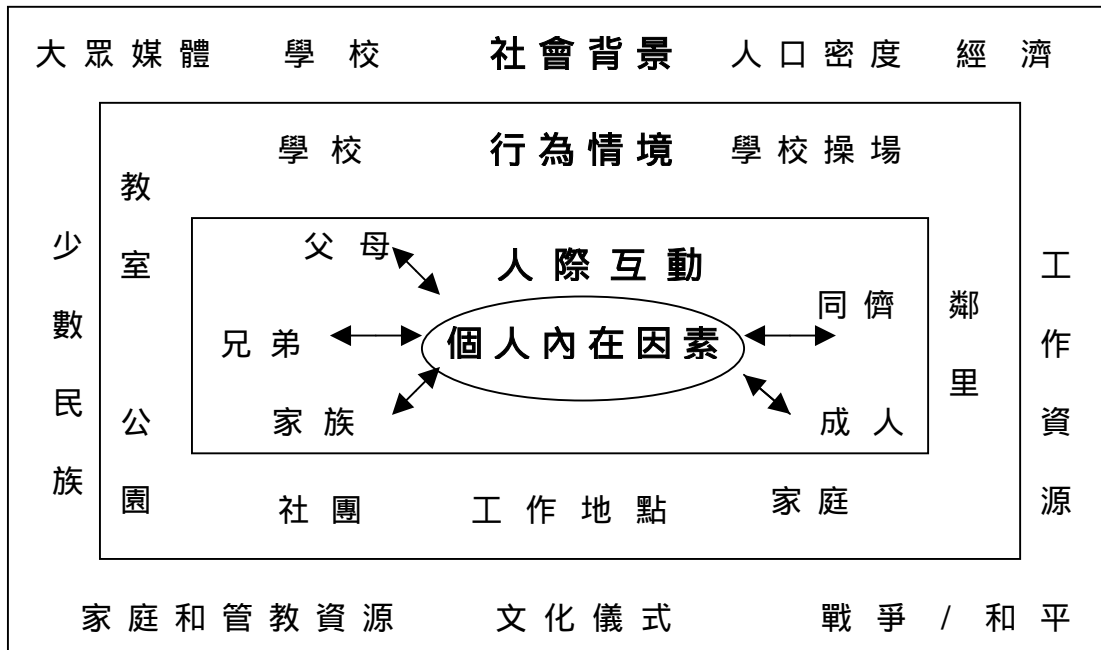 大眾媒體 學校 社會背景 人口密度 經濟
學校 行為情境 學校操場
教室
公園
少數民族
父母 人際互動
兄弟 個人內在因素 同儕
家族 成人
鄰里
工作資源
社團 工作地點 家庭
家庭和管教資源 文化儀式 戰爭/和平